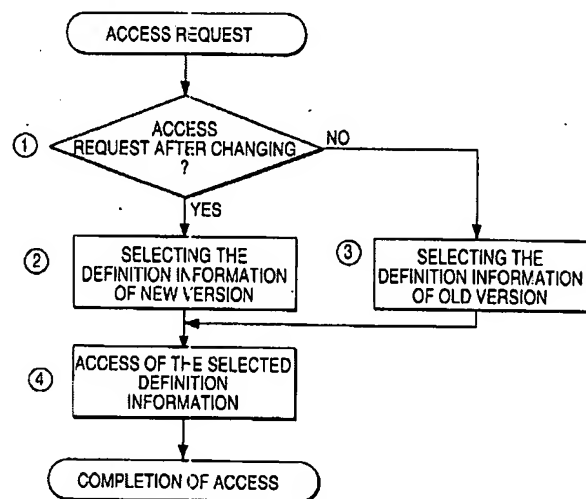 ACCESS REQUEST
①
ACCESS
REQUEST AFTER CHANGING
?
NO
YES
②
SELECTING THE
DEFINITION INFORMATION
OF NEW VERSION
③
SELECTING THE
DEFINITION INFORMATION
OF OLD VERSION
④
ACCESS OF THE SELECTED
DEFINITION
INFORMATION
COMPLETION OF ACCESS